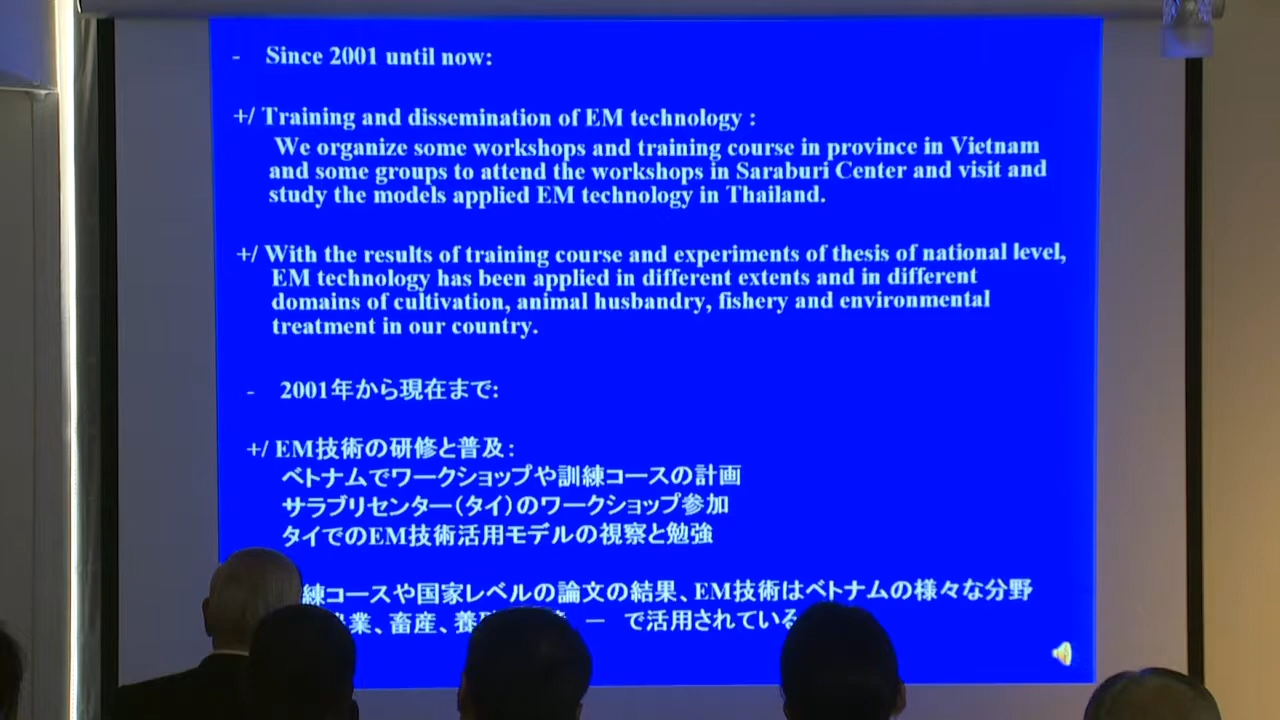 - Since 2001 until now:
+/ Training and dissemination of EM technology :
We organize some workshops and training course in province in Vietnam
and some groups to attend the workshops in Saraburi Center and visit and
study the models applied EM technology in Thailand.
+/ With the results of training course and experiments of thesis of national level,
EM technology has been applied in different extents and in different
domains of cultivation, animal husbandry, fishery and environmental
treatment in our country.
- 2001年から現在まで:
+/ EM技術の研修と普及:
ベトナムでワークショップや訓練コースの計画
サラブリセンター(タイ)のワークショップ参加
タイでのEM技術活用モデルの視察と勉強
練コースや国家レベルの論文の結果、EM技術はベトナムの様々な分野
業、畜産、養 ー で活用されている